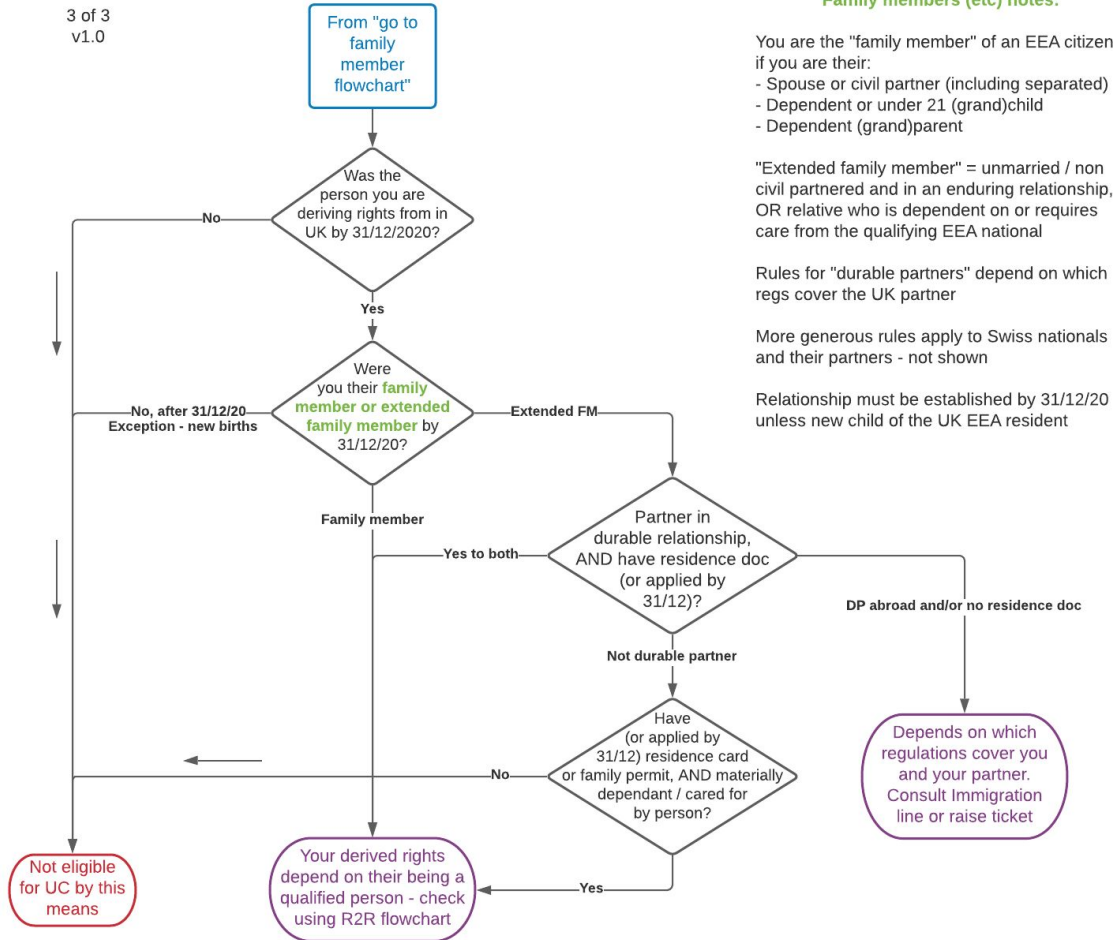 3 of 3
v1.0
From "go to
family
member
flowchart"
Family members (etc) notes:
You are the "family member" of an EEA citizen
if you are their:
- Spouse or civil partner (including separated)
- Dependent or under 21 (grand)child
- Dependent (grand)parent
"Extended family member" = unmarried / non
civil partnered and in an enduring relationship,
OR relative who is dependent on or requires
care from the qualifying EEA national
Rules for "durable partners" depend on which
regs cover the UK partner
More generous rules apply to Swiss nationals
and their partners - not shown
Relationship must be established by 31/12/20
unless new child of the UK EEA resident
Was the
person you are
deriving rights from in
UK by 31/12/2020?
No
Yes
Were
you their family
member or extended
family member by
31/12/20?
No, after 31/12/20
Exception - new births
Extended FM
Family member
Partner in
durable relationship,
AND have residence doc
(or applied by
31/12)?
Yes to both
DP abroad and/or no residence doc
Not durable partner
Have
(or applied by
31/12) residence card
or family permit, AND materially
dependant / cared for
by person?
No
Yes
Depends on which
regulations cover you
and your partner.
Consult Immigration
line or raise ticket
Not eligible
for UC by this
means
Your derived rights
depend on their being a
qualified person - check
using R2R flowchart